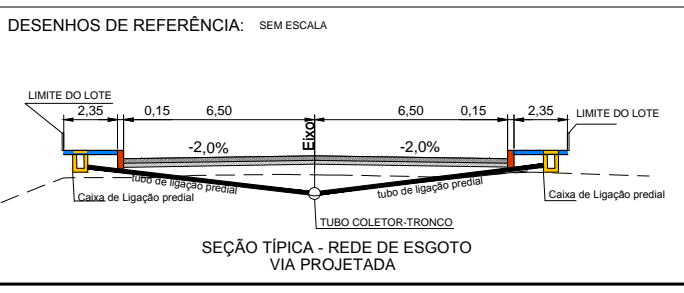 DESENHOS DE REFERÊNCIA: SEM ESCALA
LIMITE DO LOTE
2,35 0,15 6,50 6,50 0,15 2,35
LIMITE DO LOTE
Eixo
-2,0% -2,0%
tubo de ligação predial tubo de ligação predial
Caixa de Ligação predial Caixa de Ligação predial
TUBO COLETOR-TRONCO
SEÇÃO TÍPICA - REDE DE ESGOTO
VIA PROJETADA